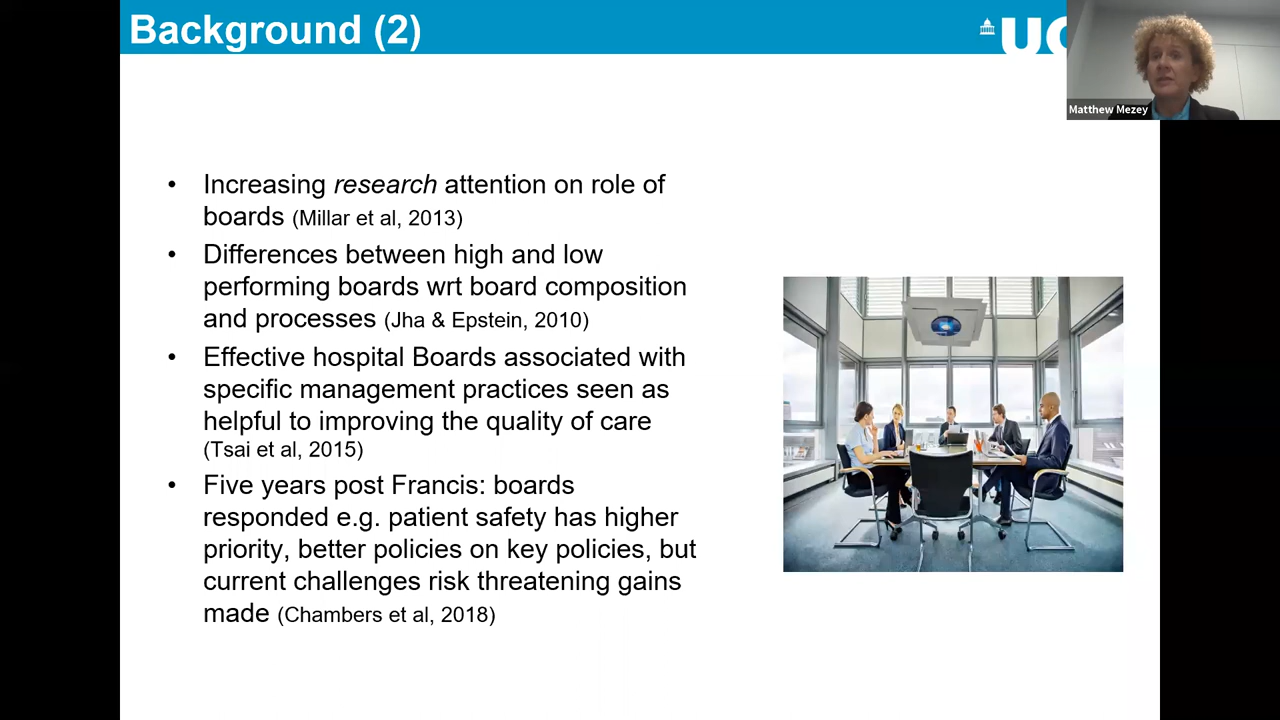 Background (2)
UC
Matthew Mezey
• Increasing research attention on role of
boards (Millar et al, 2013)
• Differences between high and low
performing boards wrt board composition
and processes (Jha & Epstein, 2010)
• Effective hospital Boards associated with
specific management practices seen as
helpful to improving the quality of care
(Tsai et al, 2015)
• Five years post Francis: boards
responded e.g. patient safety has higher
priority, better policies on key policies, but
current challenges risk threatening gains
made (Chambers et al, 2018)